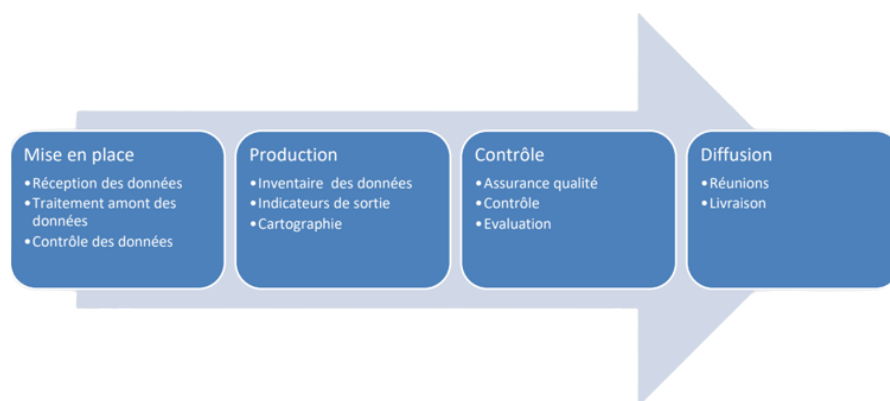 Mise en place
•Réception des données
•Traitement amont des
données
•Contrôle des données
Production
•Inventaire des données
•Indicateurs de sortie
•Cartographie
Contrôle
•Assurance qualité
•Contrôle
•Evaluation
Diffusion
•Réunions
•Livraison